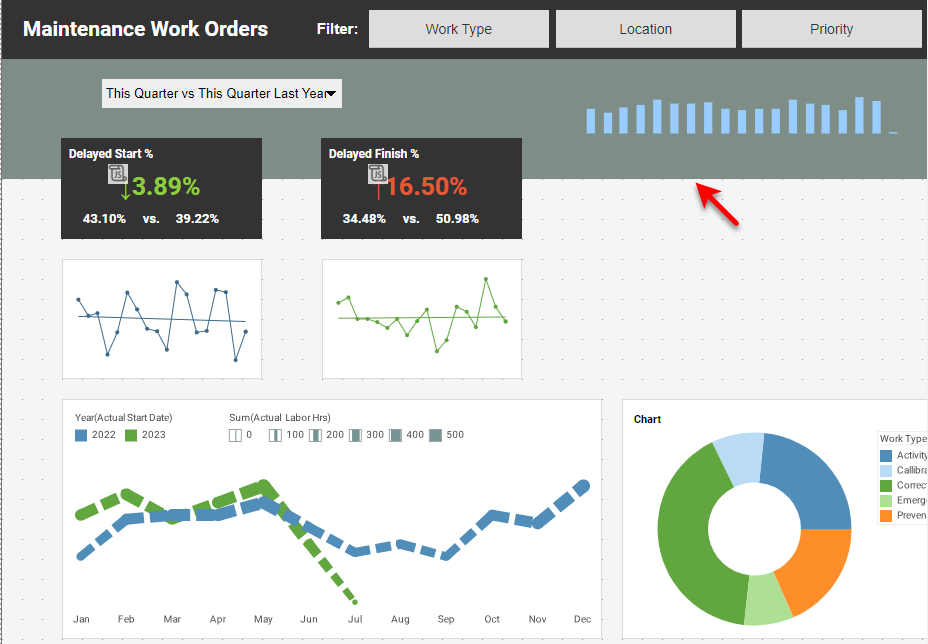 Maintenance Work Orders
Filter:
Work Type
Location
Priority
This Quarter vs This Quarter Last Year
Delayed Start %
JS
↓3.89%
43.10% vs. 39.22%
Delayed Finish %
JS
↑16.50%
34.48% vs. 50.98%
Year(Actual Start Date)
2022 2023
Sum(Actual Labor Hrs)
0 100 200 300 400 500
Jan Feb Mar Apr May Jun Jul Aug Sep Oct Nov Dec
Chart
Work Type
Activity
Callibra
Correc
Emerg
Preven